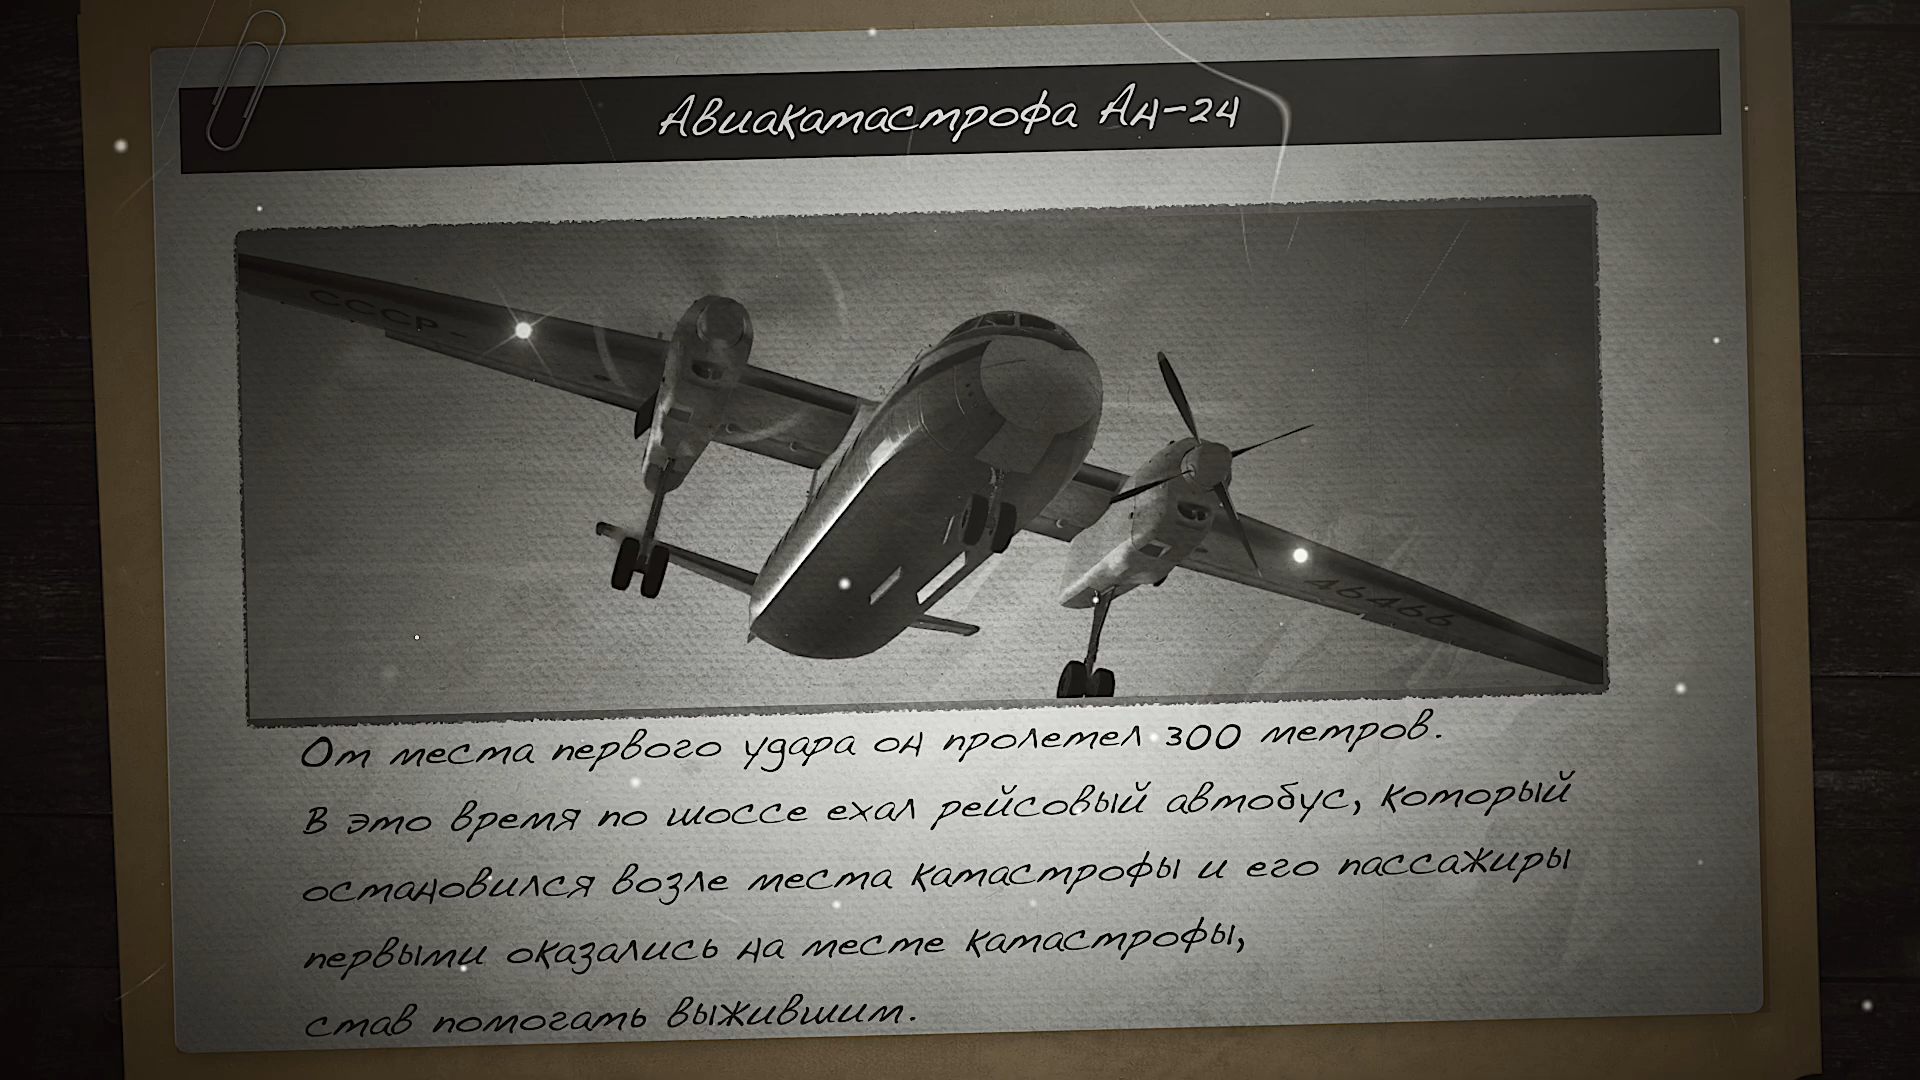 Авиакатастрофа Ан-24
СССР-
46466
От места первого удара он пролетел 300 метров.
В это время по шоссе ехал рейсовый автобус, который
остановился возле места катастрофы и его пассажиры
первыми оказались на месте катастрофы,
став помогать выжившим.